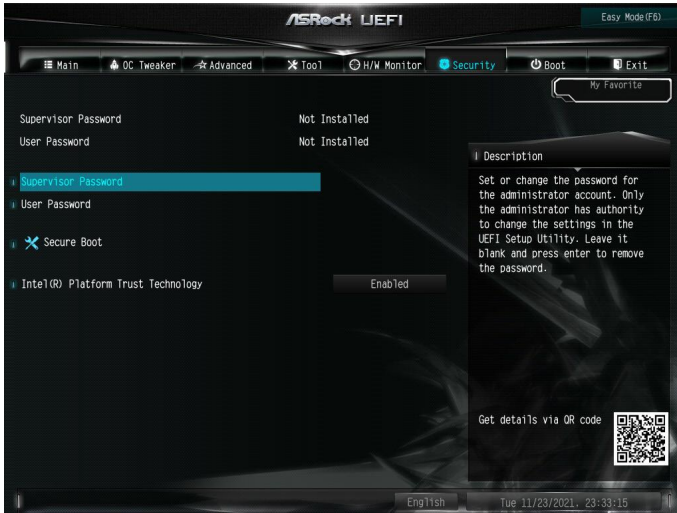 ASRock UEFI
Easy Mode(F6)
Main
OC Tweaker
Advanced
Tool
H/W Monitor
Security
Boot
Exit
My Favorite
Supervisor Password Not Installed
User Password Not Installed
Description
Supervisor Password
User Password
Secure Boot
Intel(R) Platform Trust Technology Enabled
Set or change the password for
the administrator account. Only
the administrator has authority
to change the settings in the
UEFI Setup Utility. Leave it
blank and press enter to remove
the password.
Get details via QR code
English
Tue 11/23/2021. 23:33:15